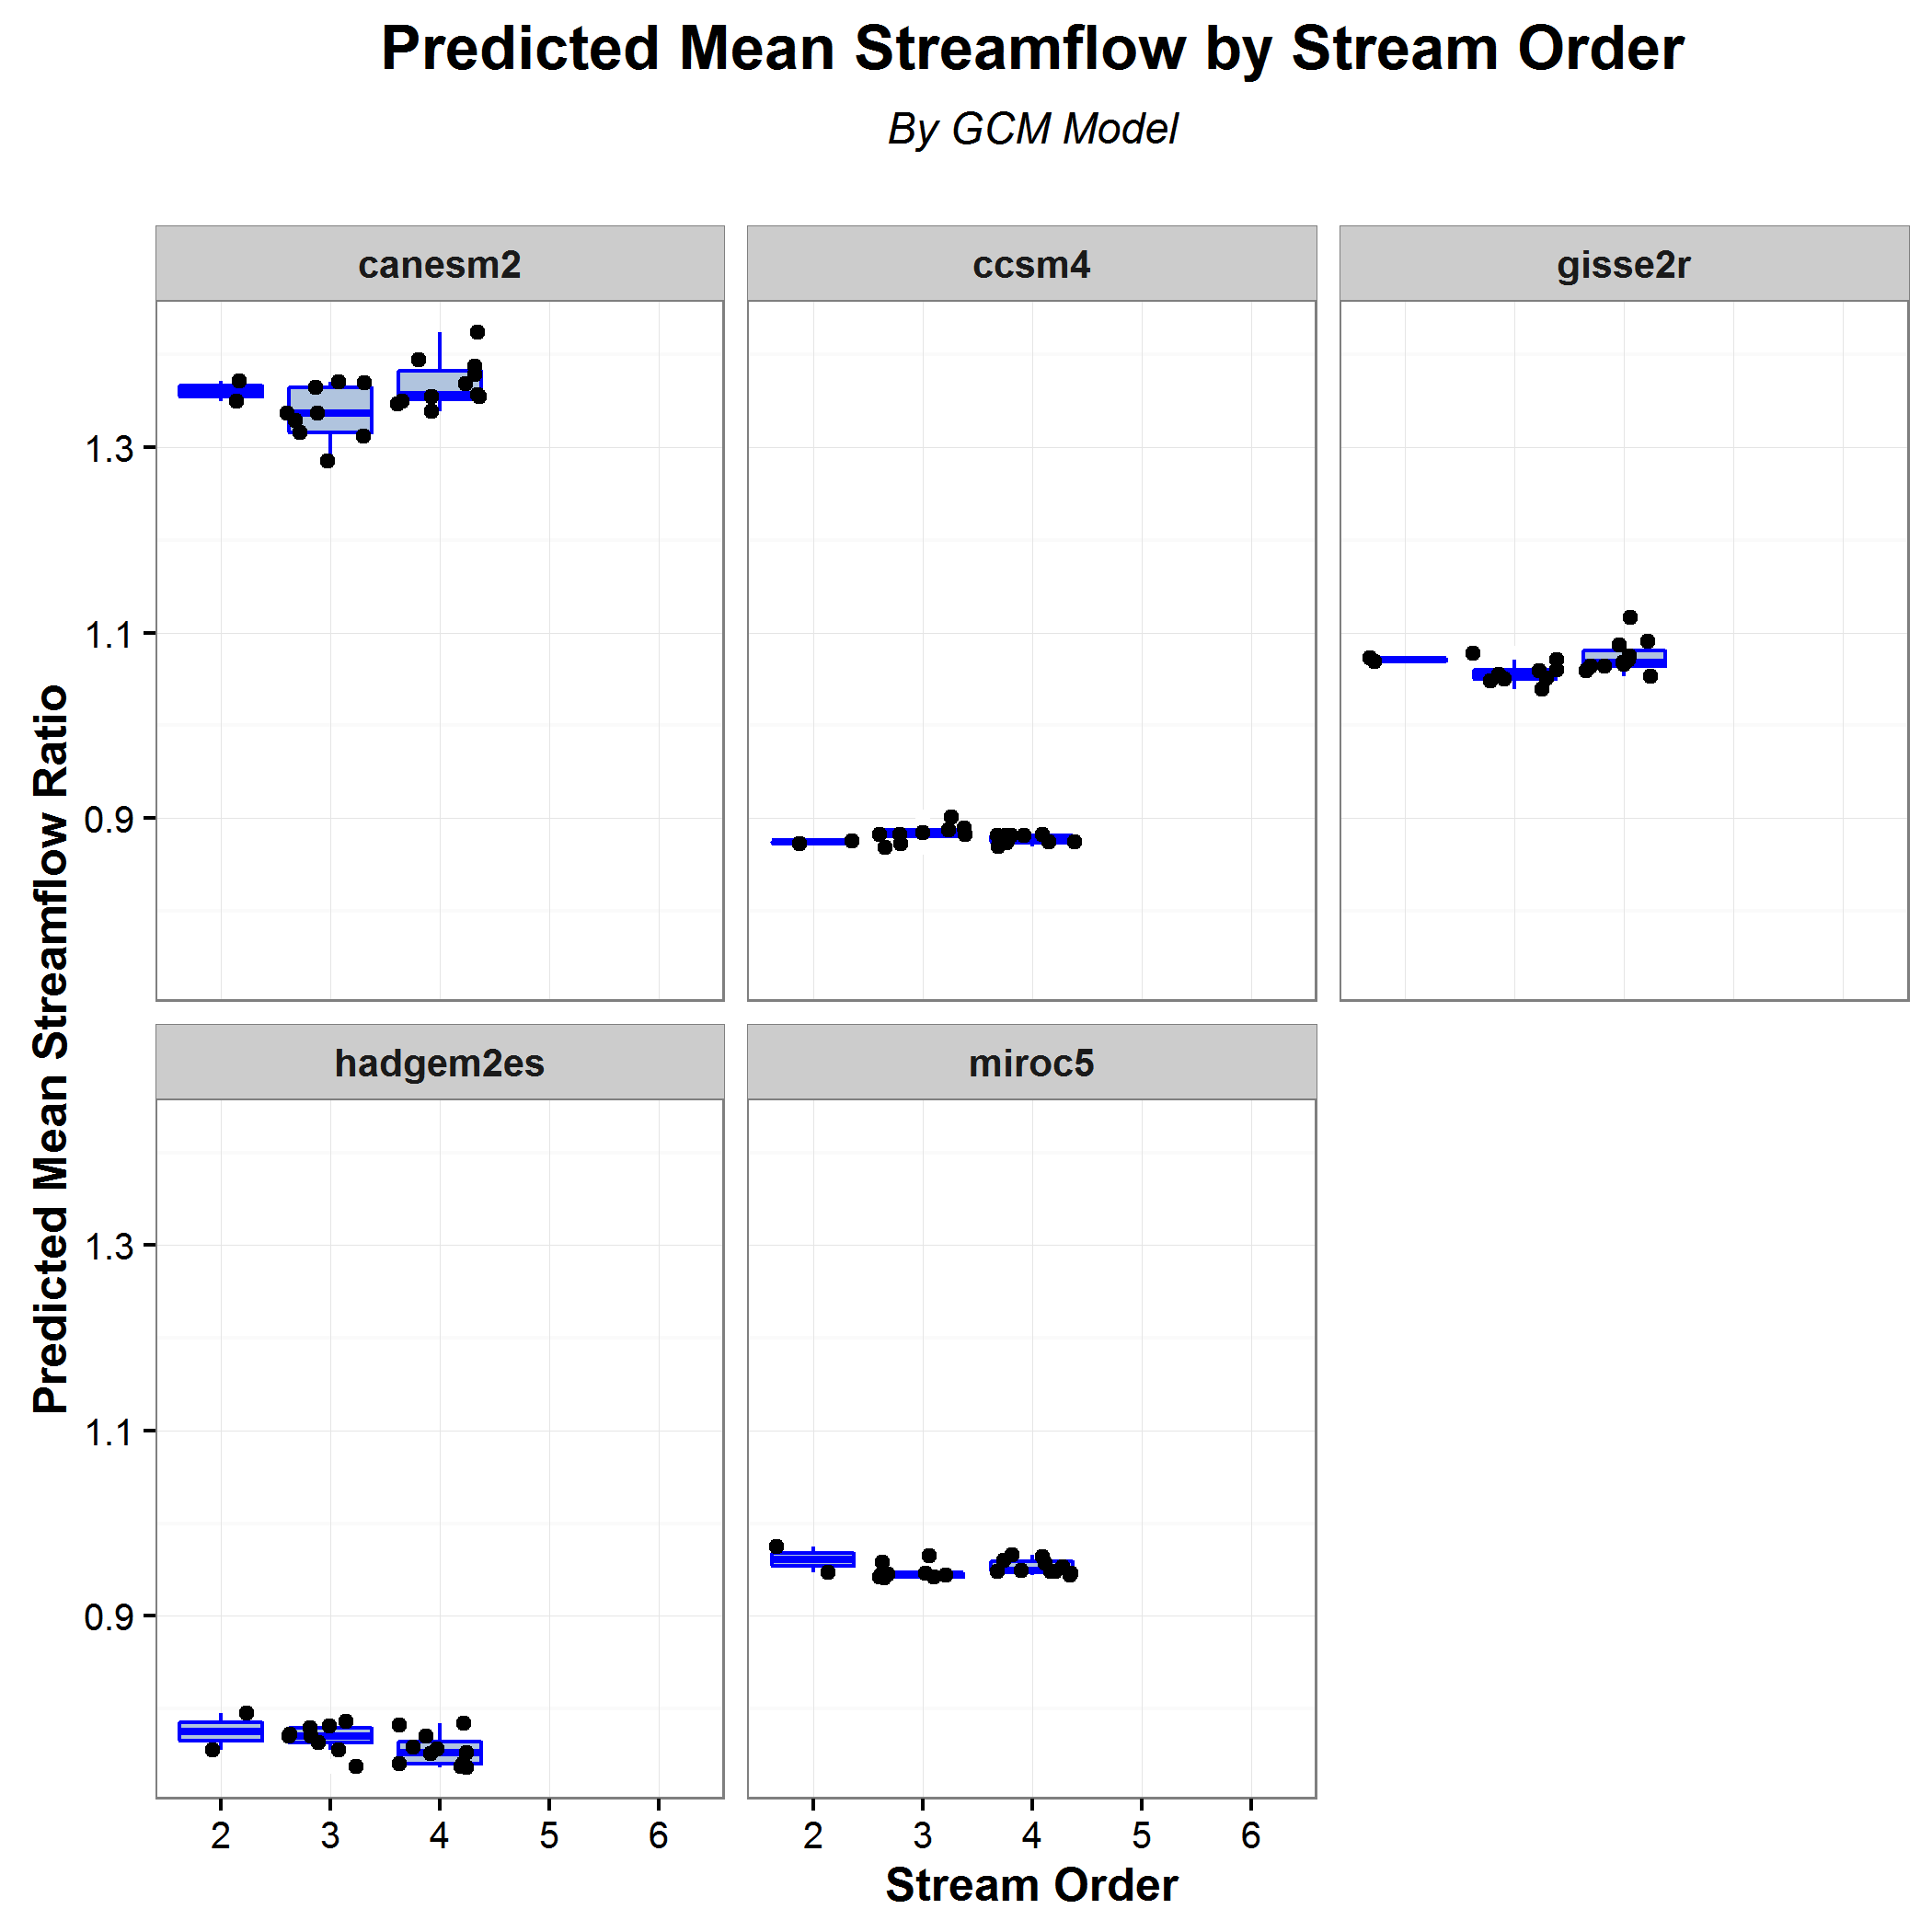 Predicted Mean Streamflow by Stream Order
By GCM Model
canesm2
ccsm4
gisse2r
1.3
1.1
0.9
Predicted Mean Streamflow Ratio
hadgem2es
miroc5
1.3
1.1
0.9
2 3 4 5 6
2 3 4 5 6
Stream Order